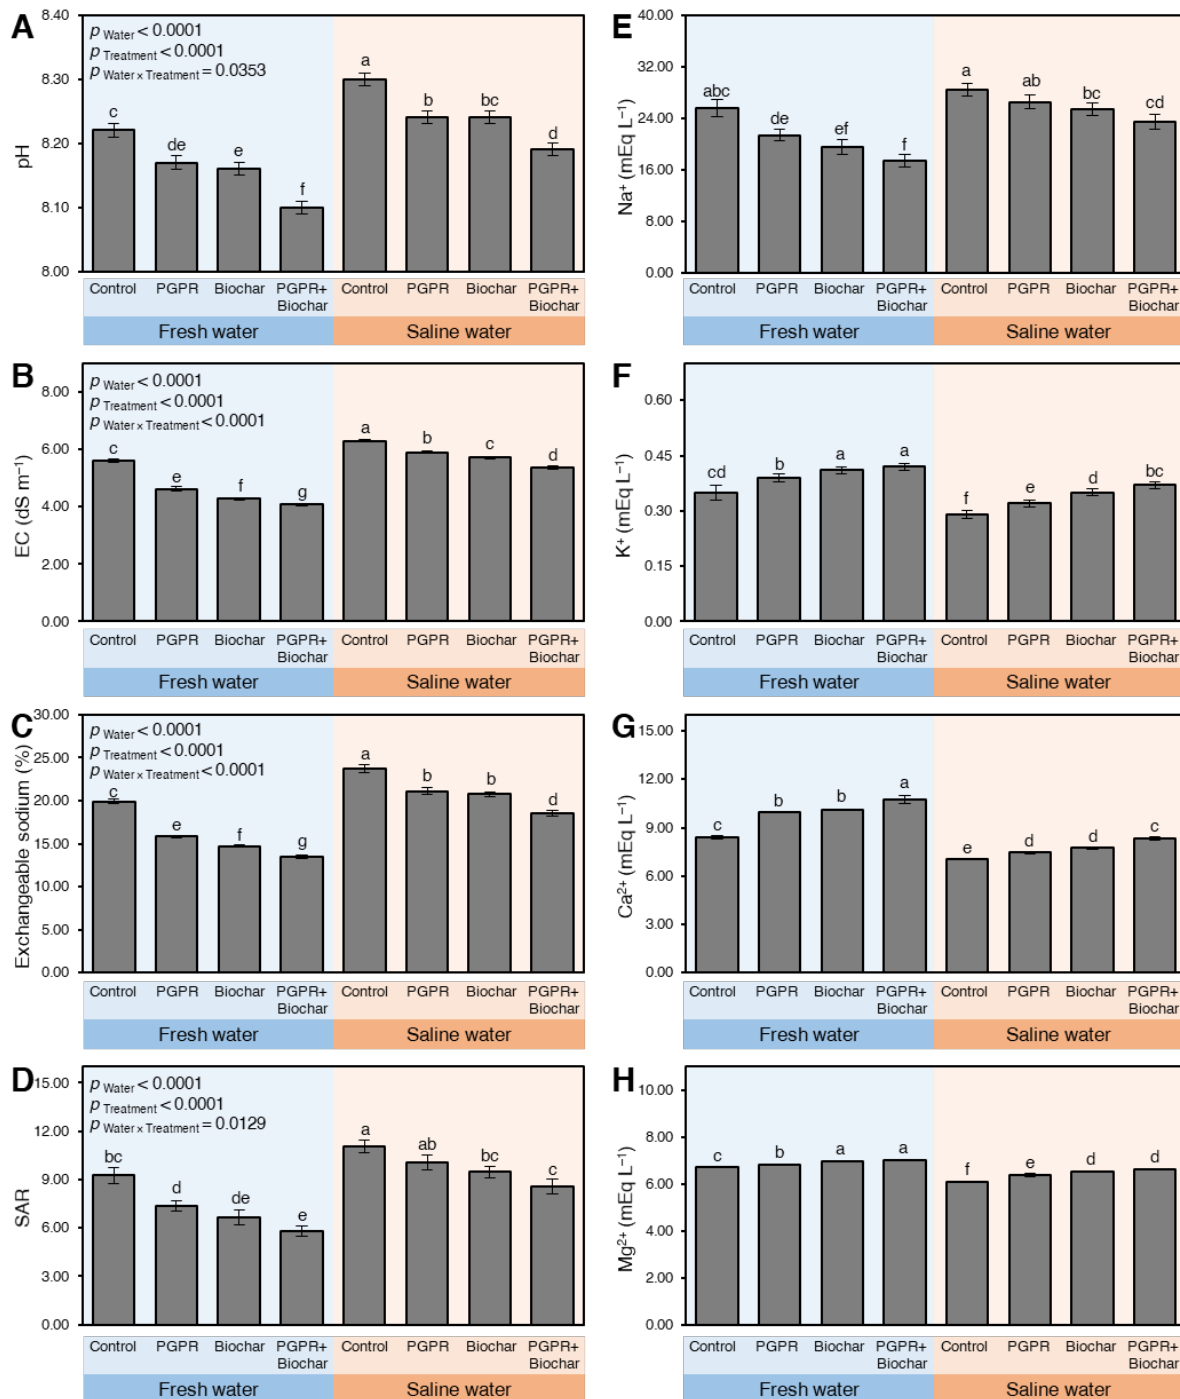 A
8.40
8.30
8.20
8.10
8.00
pH
p Water < 0.0001
p Treatment < 0.0001
p Water × Treatment = 0.0353
c
de
e
f
a
b
bc
d
Control PGPR Biochar PGPR+ Biochar Control PGPR Biochar PGPR+ Biochar
Fresh water Saline water
E
40.00
32.00
24.00
16.00
8.00
0.00
Na⁺ (mEq L⁻¹)
abc
de
ef
f
a
ab
bc
cd
Control PGPR Biochar PGPR+ Biochar Control PGPR Biochar PGPR+ Biochar
Fresh water Saline water
B
8.00
6.00
4.00
2.00
0.00
EC (dS m⁻¹)
p Water < 0.0001
p Treatment < 0.0001
p Water × Treatment < 0.0001
c
e
f
g
a
b
c
d
Control PGPR Biochar PGPR+ Biochar Control PGPR Biochar PGPR+ Biochar
Fresh water Saline water
F
0.60
0.45
0.30
0.15
0.00
K⁺ (mEq L⁻¹)
cd
b
a
a
f
e
d
bc
Control PGPR Biochar PGPR+ Biochar Control PGPR Biochar PGPR+ Biochar
Fresh water Saline water
C
30.00
25.00
20.00
15.00
10.00
5.00
0.00
Exchangeable sodium (%)
p Water < 0.0001
p Treatment < 0.0001
p Water × Treatment < 0.0001
c
e
f
g
a
b
b
d
Control PGPR Biochar PGPR+ Biochar Control PGPR Biochar PGPR+ Biochar
Fresh water Saline water
G
15.00
12.00
9.00
6.00
3.00
0.00
Ca²⁺ (mEq L⁻¹)
c
b
b
a
e
d
d
c
Control PGPR Biochar PGPR+ Biochar Control PGPR Biochar PGPR+ Biochar
Fresh water Saline water
D
15.00
12.00
9.00
6.00
3.00
0.00
SAR
p Water < 0.0001
p Treatment < 0.0001
p Water × Treatment = 0.0129
bc
d
de
e
a
ab
bc
c
Control PGPR Biochar PGPR+ Biochar Control PGPR Biochar PGPR+ Biochar
Fresh water Saline water
H
10.00
8.00
6.00
4.00
2.00
0.00
Mg²⁺ (mEq L⁻¹)
c
b
a
a
f
e
d
d
Control PGPR Biochar PGPR+ Biochar Control PGPR Biochar PGPR+ Biochar
Fresh water Saline water